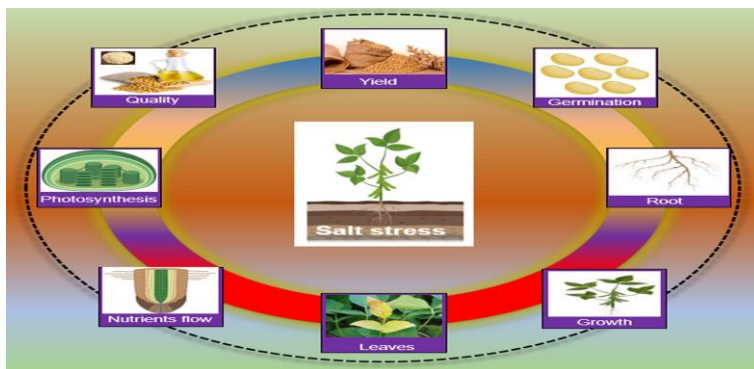 Quality
Yield
Germination
Photosynthesis
Salt stress
Root
Nutrients flow
Leaves
Growth